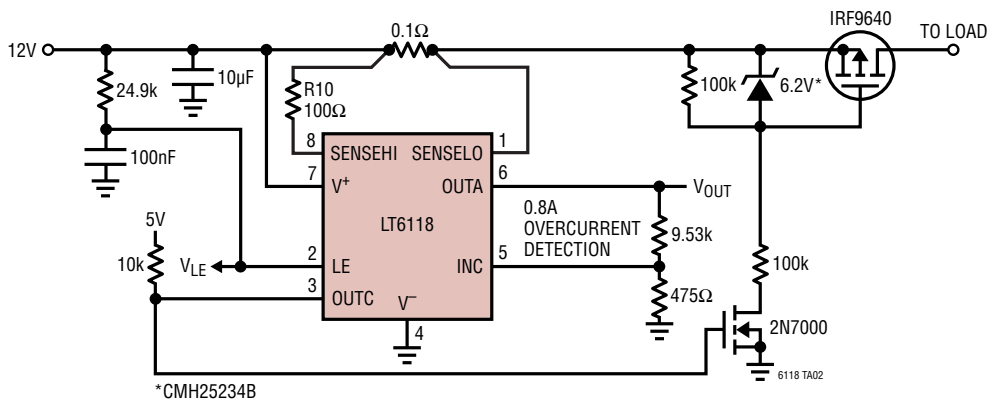 IRF9640
0.1Ω
12V
TO LOAD
24.9k
10µF
R10
100Ω
100k
6.2V*
100nF
8
SENSEHI
SENSELO
1
7
V+
OUTA
6
VOUT
LT6118
0.8A
OVERCURRENT
DETECTION
9.53k
5V
10k
VLE
2
LE
INC
5
100k
3
OUTC
V–
475Ω
4
2N7000
6118 TA02
*CMH25234B